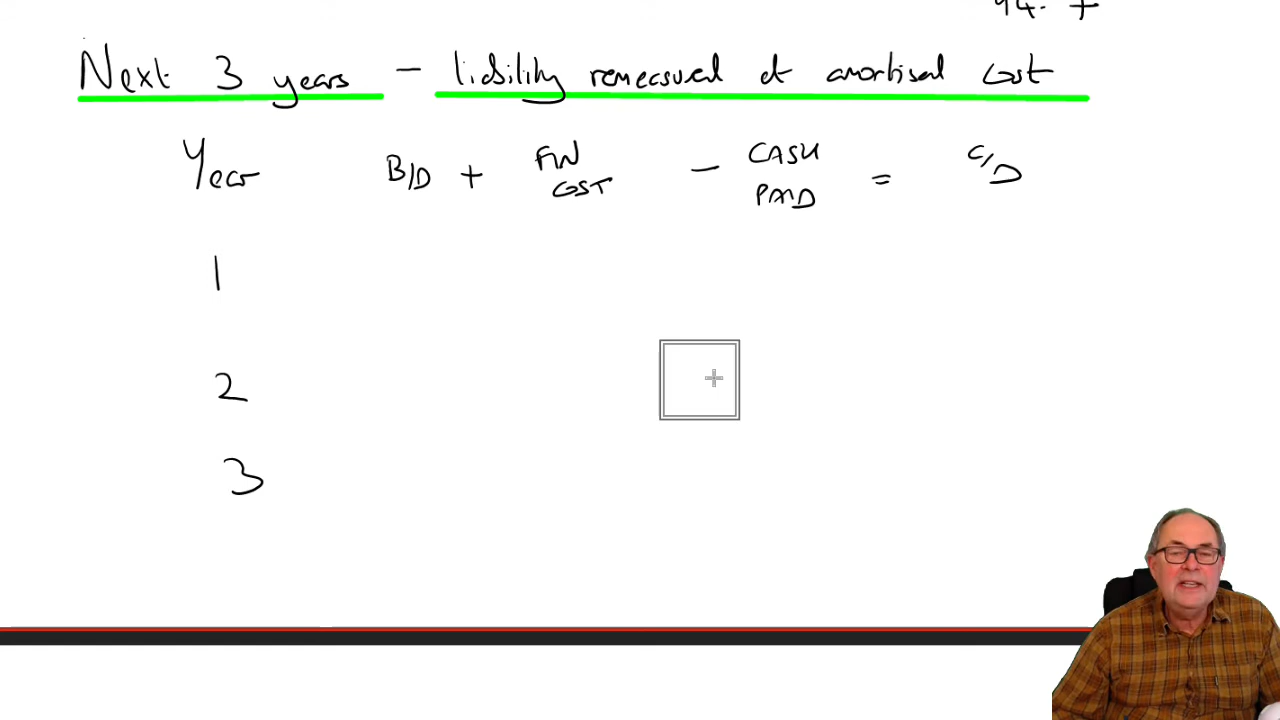 Next 3 years - liability remeasured at amortised cost
Year B/D + FIN COST - CASH PAID = C/D
1
2
3